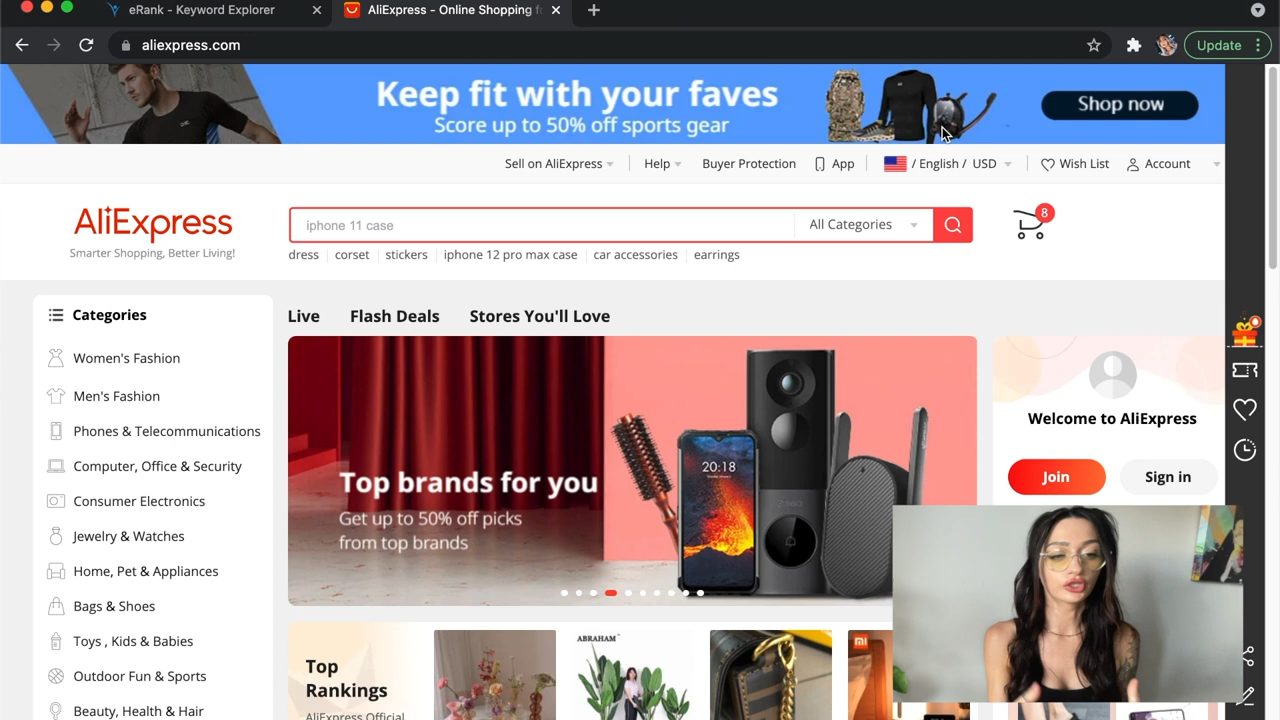 eRank - Keyword Explorer
AliExpress - Online Shopping f
aliexpress.com
Update
Keep fit with your faves
Score up to 50% off sports gear
Shop now
Sell on AliExpress
Help
Buyer Protection
App
/ English / USD
Wish List
Account
AliExpress
Smarter Shopping, Better Living!
iphone 11 case
All Categories
8
dress
corset
stickers
iphone 12 pro max case
car accessories
earrings
Categories
Women's Fashion
Men's Fashion
Phones & Telecommunications
Computer, Office & Security
Consumer Electronics
Jewelry & Watches
Home, Pet & Appliances
Bags & Shoes
Toys , Kids & Babies
Outdoor Fun & Sports
Beauty, Health & Hair
Live
Flash Deals
Stores You'll Love
Top brands for you
Get up to 50% off picks
from top brands
20:18
Welcome to AliExpress
Join
Sign in
Top
Rankings
AliExpress Official
ABRAHAM